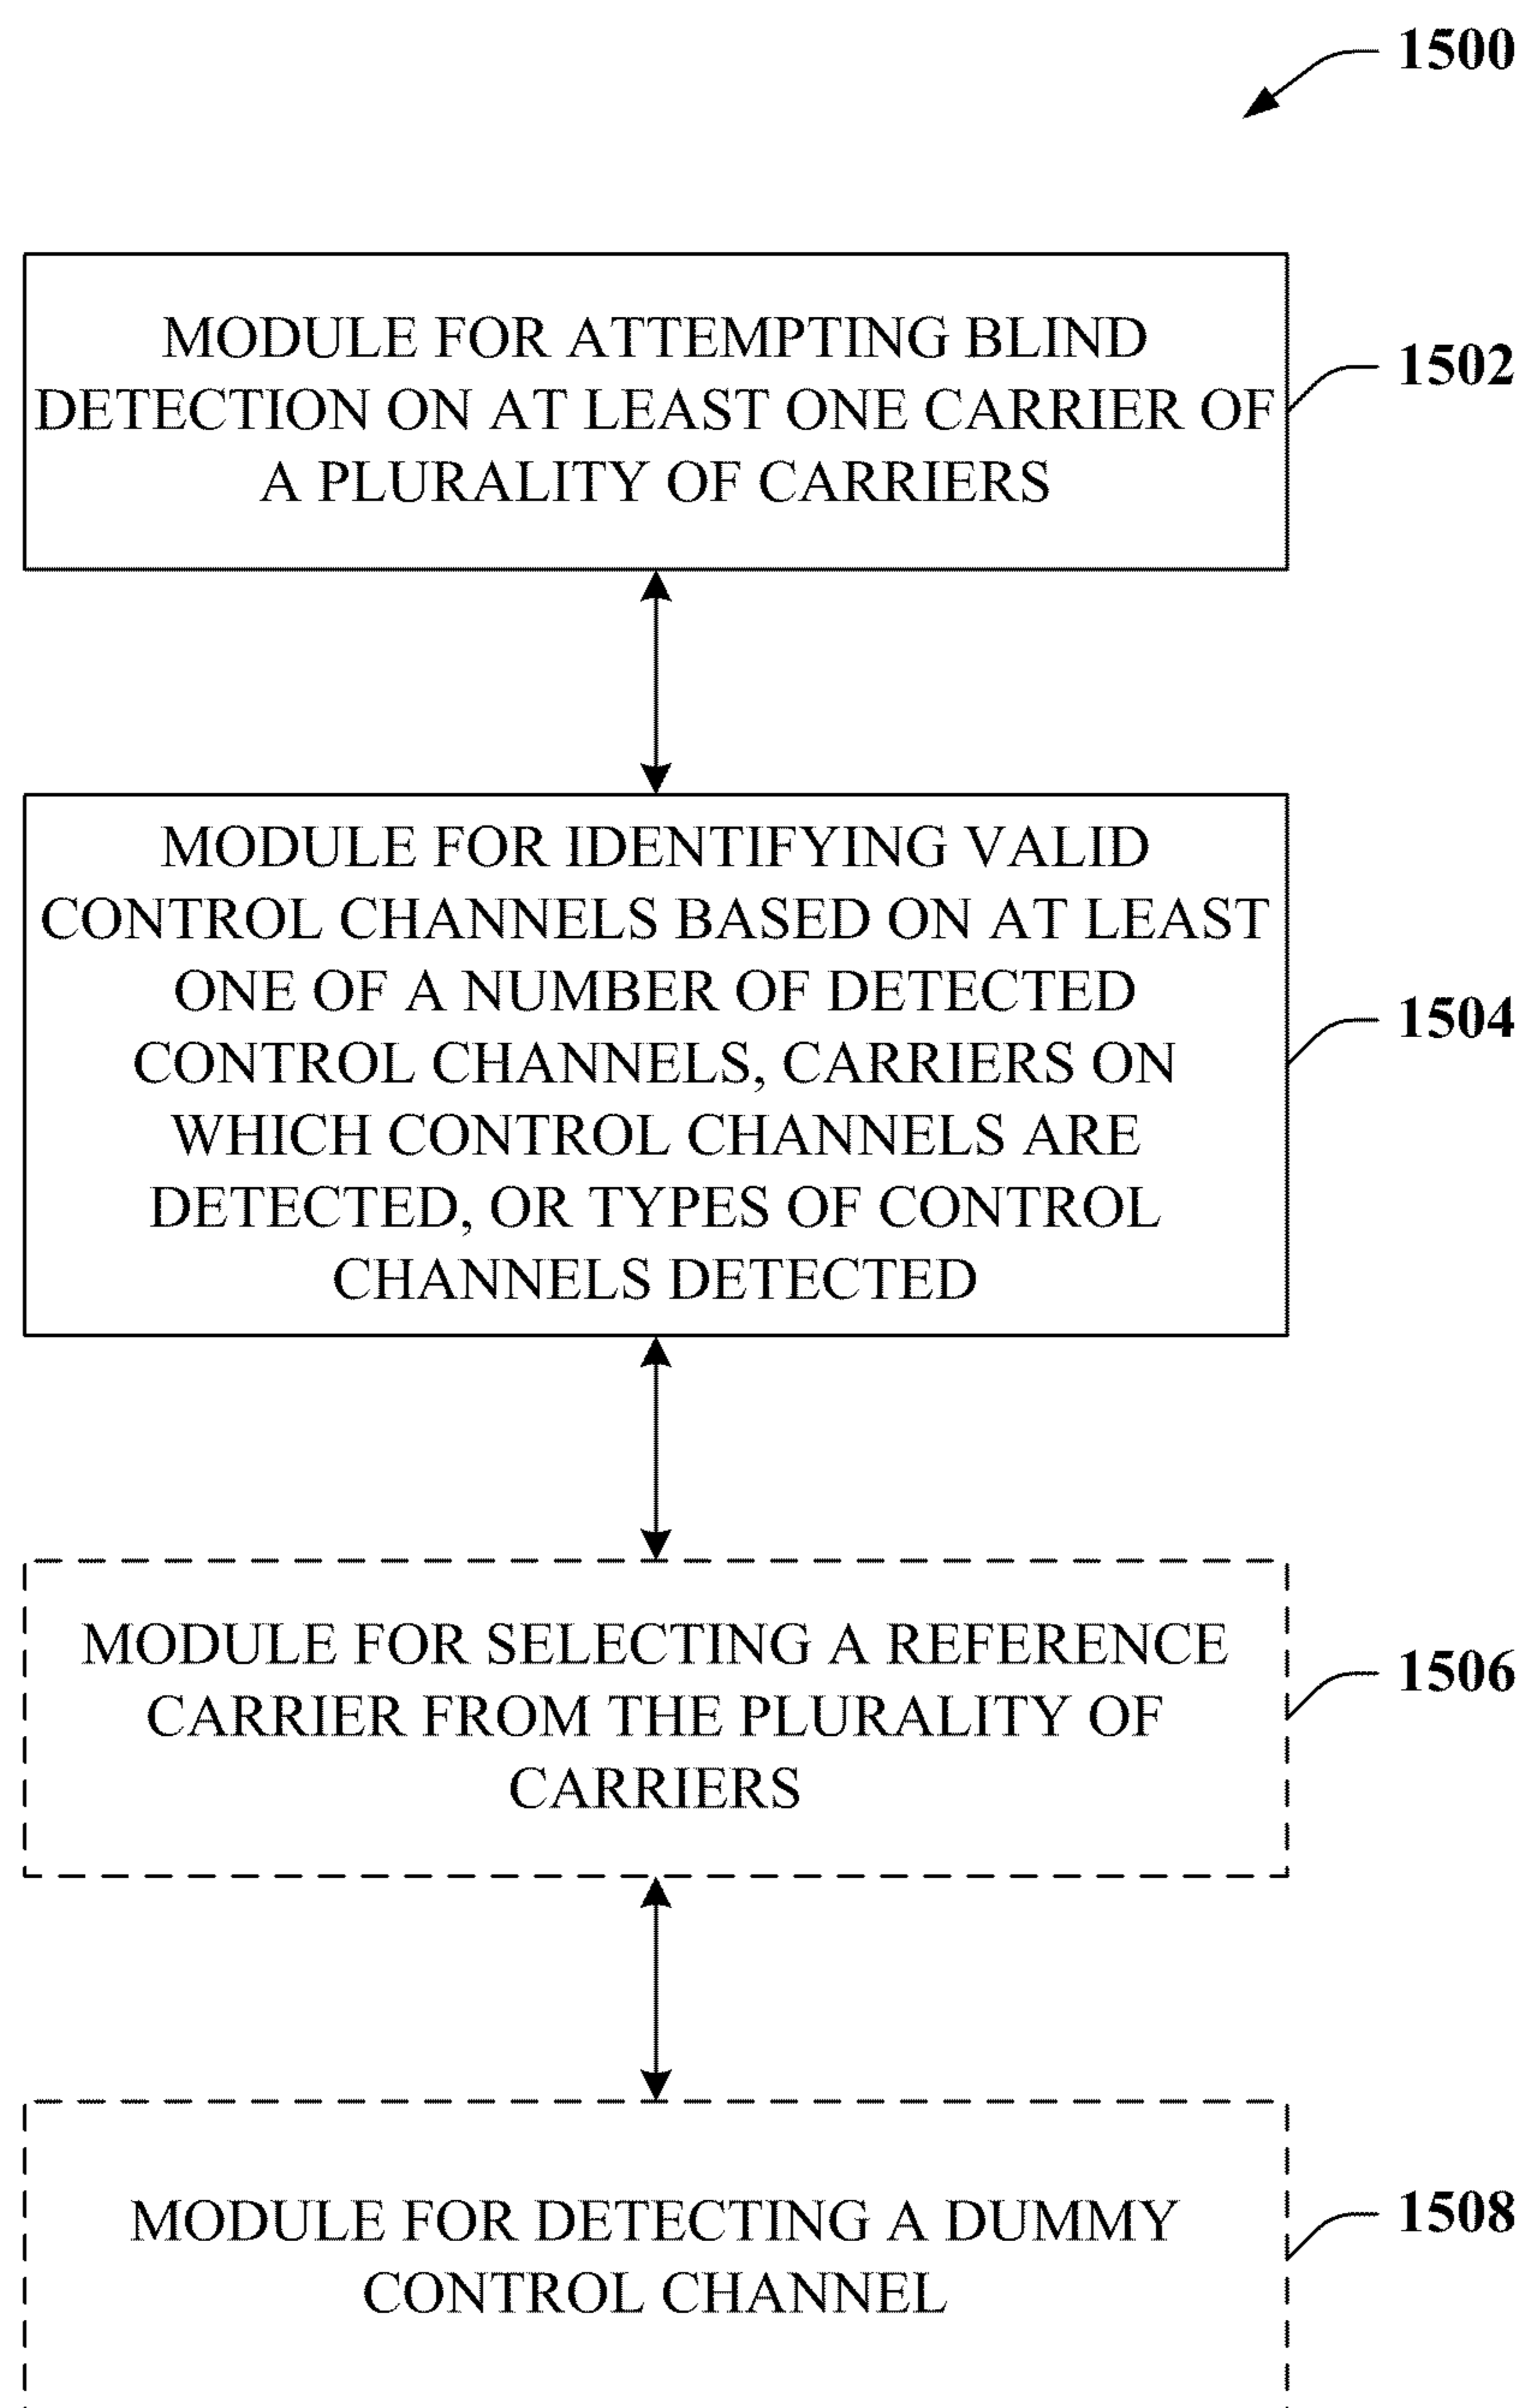 1500
MODULE FOR ATTEMPTING BLIND
DETECTION ON AT LEAST ONE CARRIER OF
A PLURALITY OF CARRIERS
1502
MODULE FOR IDENTIFYING VALID
CONTROL CHANNELS BASED ON AT LEAST
ONE OF A NUMBER OF DETECTED
CONTROL CHANNELS, CARRIERS ON
WHICH CONTROL CHANNELS ARE
DETECTED, OR TYPES OF CONTROL
CHANNELS DETECTED
1504
MODULE FOR SELECTING A REFERENCE
CARRIER FROM THE PLURALITY OF
CARRIERS
1506
MODULE FOR DETECTING A DUMMY
CONTROL CHANNEL
1508